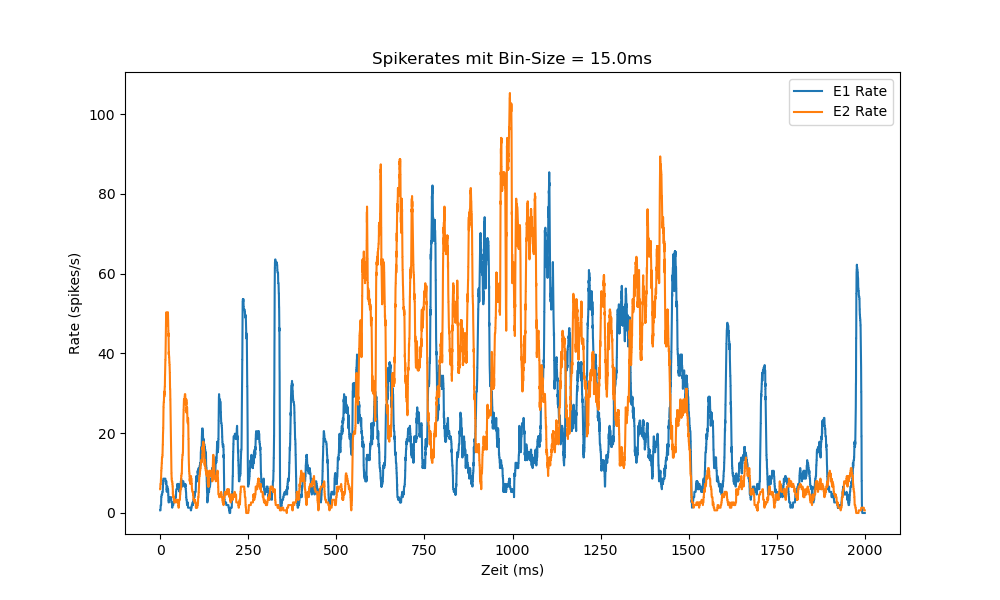 Spikerates mit Bin-Size = 15.0ms
E1 Rate
E2 Rate
100
80
60
40
20
0
Rate (spikes/s)
0 250 500 750 1000 1250 1500 1750 2000
Zeit (ms)